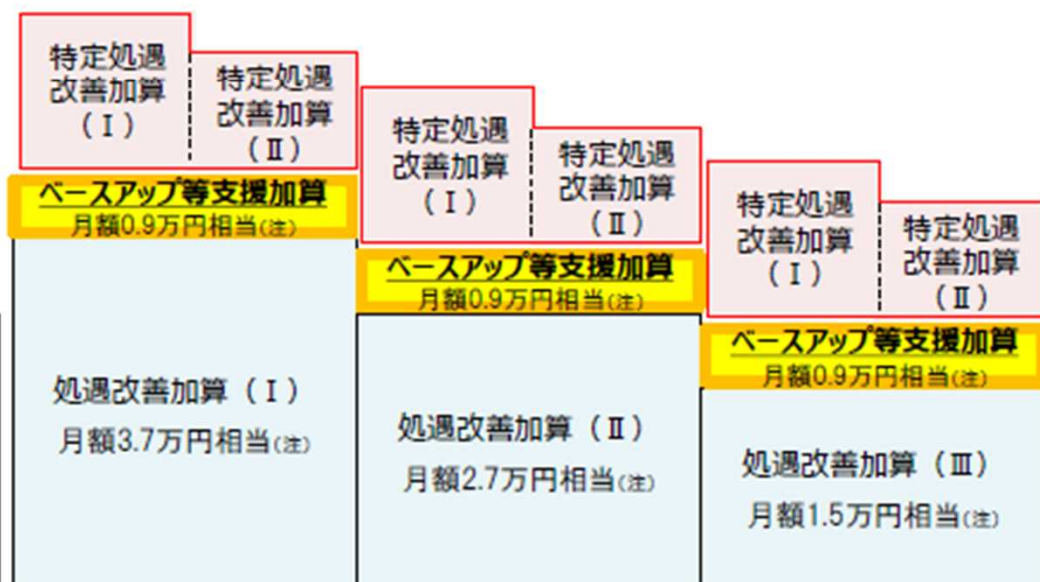 特定処遇
改善加算
（Ⅰ）
特定処遇
改善加算
（Ⅱ）
ベースアップ等支援加算
月額0.9万円相当(注)
処遇改善加算（Ⅰ）
月額3.7万円相当(注)
特定処遇
改善加算
（Ⅰ）
特定処遇
改善加算
（Ⅱ）
ベースアップ等支援加算
月額0.9万円相当(注)
処遇改善加算（Ⅱ）
月額2.7万円相当(注)
特定処遇
改善加算
（Ⅰ）
特定処遇
改善加算
（Ⅱ）
ベースアップ等支援加算
月額0.9万円相当(注)
処遇改善加算（Ⅲ）
月額1.5万円相当(注)